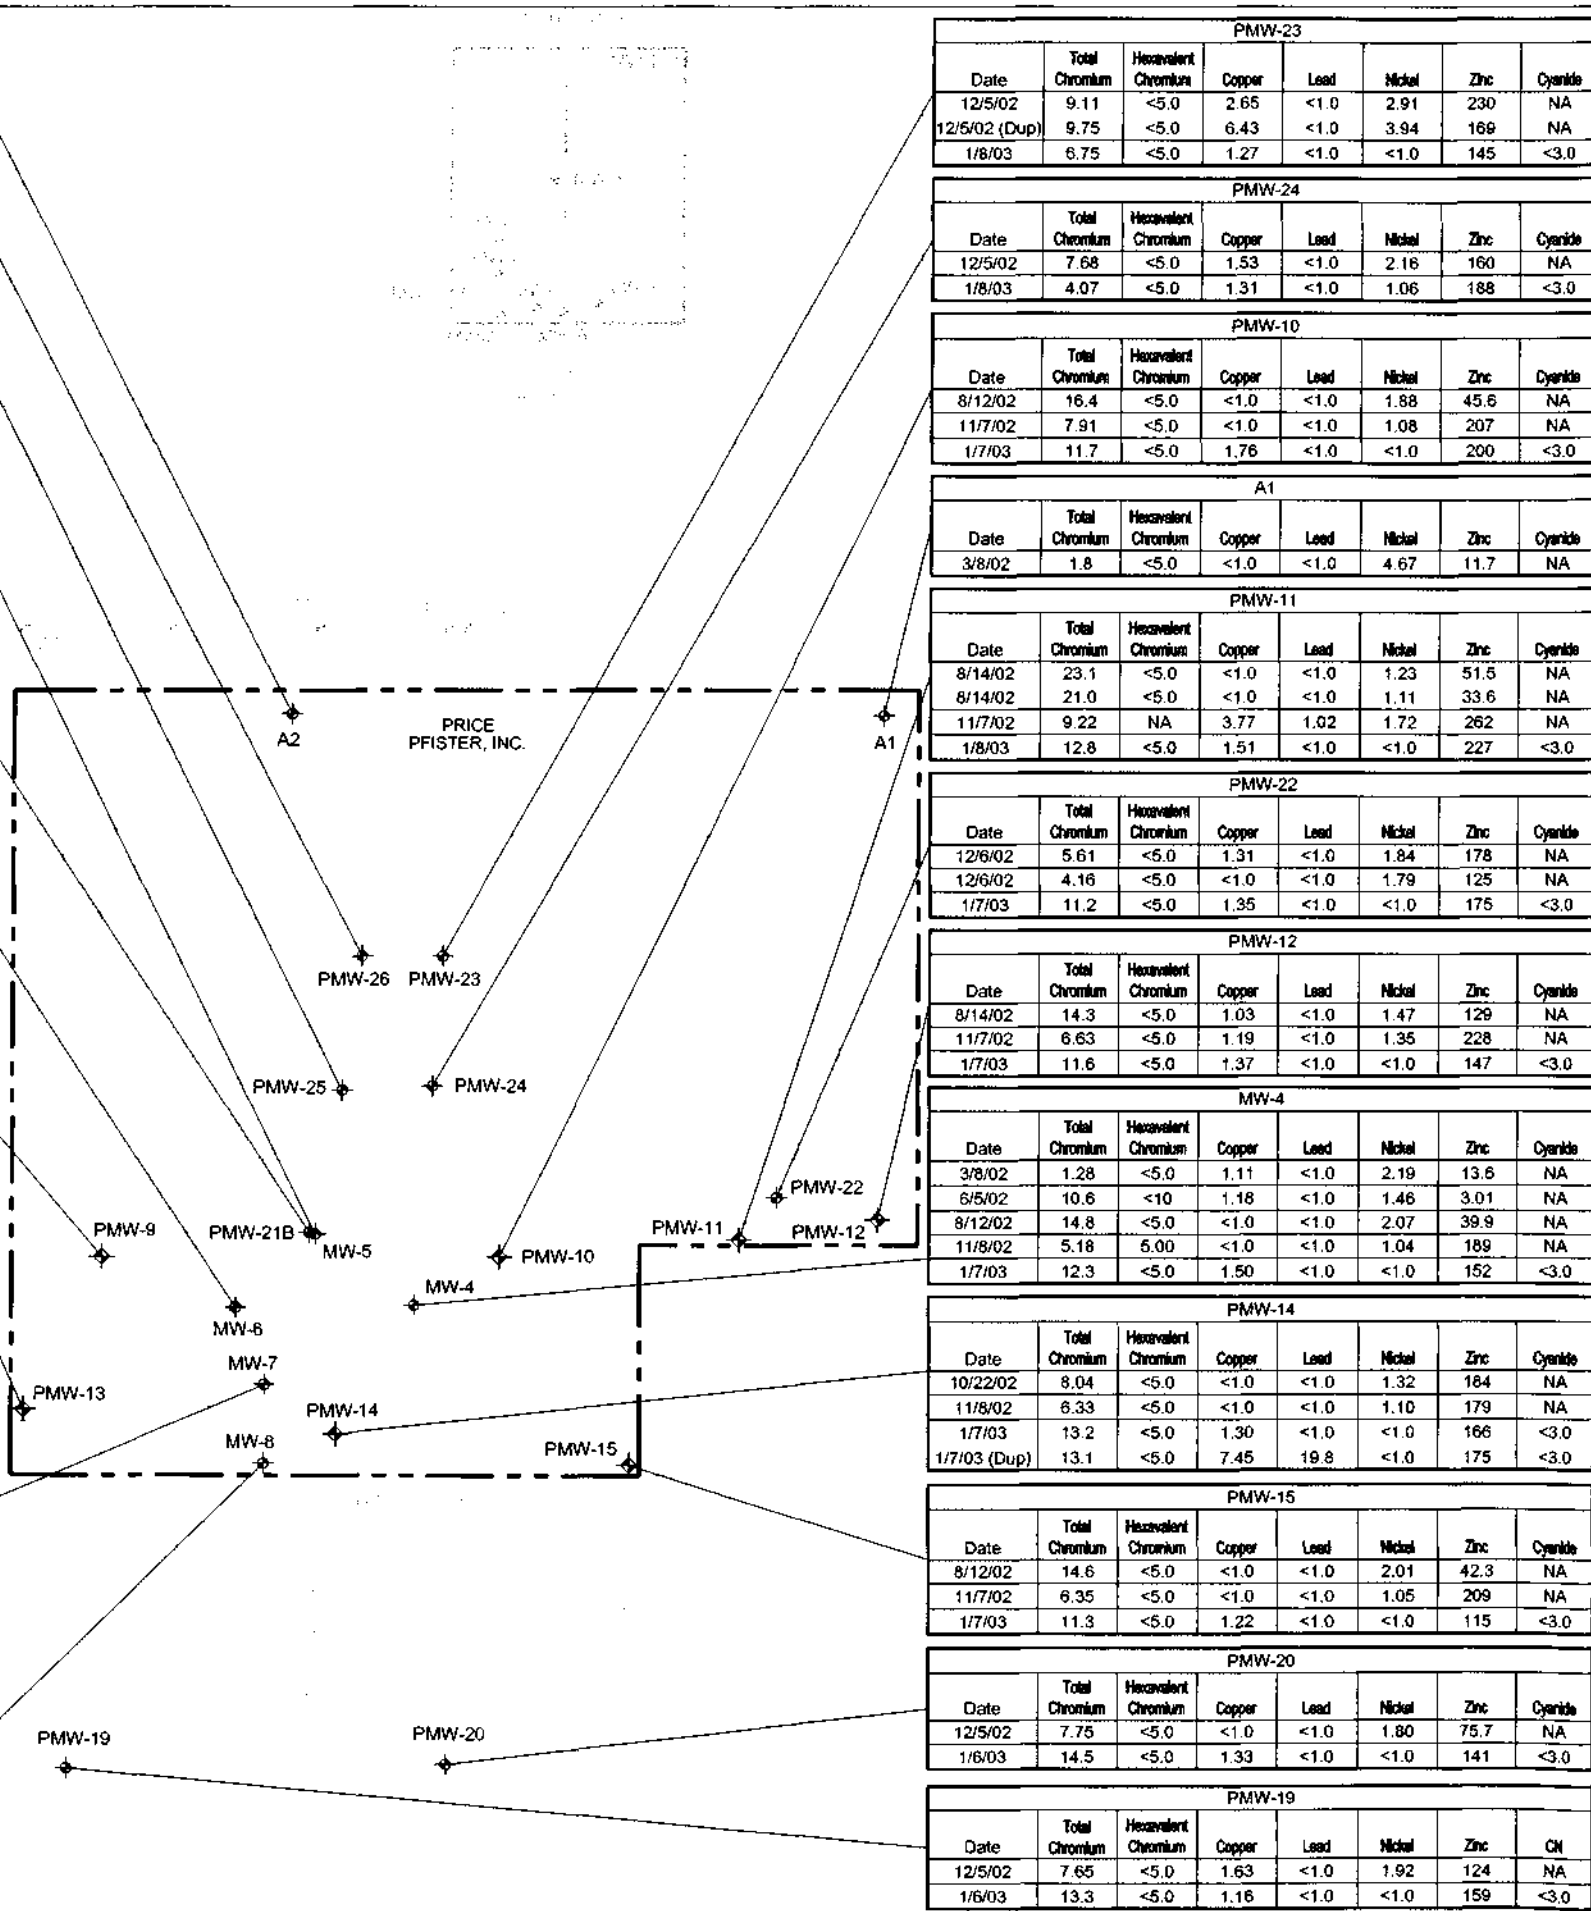 PMW-23
Date Total Chromium Hexavalent Chromium Copper Lead Nickel Zinc Cyanide
12/5/02 9.11 <5.0 2.65 <1.0 2.91 230 NA
12/5/02 (Dup) 9.75 <5.0 6.43 <1.0 3.94 169 NA
1/8/03 6.75 <5.0 1.27 <1.0 <1.0 145 <3.0
PMW-24
Date Total Chromium Hexavalent Chromium Copper Lead Nickel Zinc Cyanide
12/5/02 7.68 <5.0 1.53 <1.0 2.16 160 NA
1/8/03 4.07 <5.0 1.31 <1.0 1.06 188 <3.0
PMW-10
Date Total Chromium Hexavalent Chromium Copper Lead Nickel Zinc Cyanide
8/12/02 16.4 <5.0 <1.0 <1.0 1.88 45.6 NA
11/7/02 7.91 <5.0 <1.0 <1.0 1.08 207 NA
1/7/03 11.7 <5.0 1.76 <1.0 <1.0 200 <3.0
A1
Date Total Chromium Hexavalent Chromium Copper Lead Nickel Zinc Cyanide
3/8/02 1.8 <5.0 <1.0 <1.0 4.67 11.7 NA
PMW-11
Date Total Chromium Hexavalent Chromium Copper Lead Nickel Zinc Cyanide
8/14/02 23.1 <5.0 <1.0 <1.0 1.23 51.5 NA
8/14/02 21.0 <5.0 <1.0 <1.0 1.11 33.6 NA
11/7/02 9.22 NA 3.77 1.02 1.72 262 NA
1/8/03 12.8 <5.0 1.51 <1.0 <1.0 227 <3.0
PMW-22
Date Total Chromium Hexavalent Chromium Copper Lead Nickel Zinc Cyanide
12/6/02 5.61 <5.0 1.31 <1.0 1.84 178 NA
12/6/02 4.16 <5.0 <1.0 <1.0 1.79 125 NA
1/7/03 11.2 <5.0 1.35 <1.0 <1.0 175 <3.0
PMW-12
Date Total Chromium Hexavalent Chromium Copper Lead Nickel Zinc Cyanide
8/14/02 14.3 <5.0 1.03 <1.0 1.47 129 NA
11/7/02 6.63 <5.0 1.19 <1.0 1.35 228 NA
1/7/03 11.6 <5.0 1.37 <1.0 <1.0 147 <3.0
MW-4
Date Total Chromium Hexavalent Chromium Copper Lead Nickel Zinc Cyanide
3/8/02 1.28 <5.0 1.11 <1.0 2.19 13.6 NA
6/5/02 10.6 <10 1.18 <1.0 1.46 3.01 NA
8/12/02 14.8 <5.0 <1.0 <1.0 2.07 39.9 NA
11/8/02 5.18 5.00 <1.0 <1.0 1.04 189 NA
1/7/03 12.3 <5.0 1.50 <1.0 <1.0 152 <3.0
PMW-14
Date Total Chromium Hexavalent Chromium Copper Lead Nickel Zinc Cyanide
10/22/02 8.04 <5.0 <1.0 <1.0 1.32 184 NA
11/8/02 6.33 <5.0 <1.0 <1.0 1.10 179 NA
1/7/03 13.2 <5.0 1.30 <1.0 <1.0 166 <3.0
1/7/03 (Dup) 13.1 <5.0 7.45 19.8 <1.0 175 <3.0
PMW-15
Date Total Chromium Hexavalent Chromium Copper Lead Nickel Zinc Cyanide
8/12/02 14.6 <5.0 <1.0 <1.0 2.01 42.3 NA
11/7/02 6.35 <5.0 <1.0 <1.0 1.05 209 NA
1/7/03 11.3 <5.0 1.22 <1.0 <1.0 115 <3.0
PMW-20
Date Total Chromium Hexavalent Chromium Copper Lead Nickel Zinc Cyanide
12/5/02 7.75 <5.0 <1.0 <1.0 1.80 75.7 NA
1/6/03 14.5 <5.0 1.33 <1.0 <1.0 141 <3.0
PMW-19
Date Total Chromium Hexavalent Chromium Copper Lead Nickel Zinc CN
12/5/02 7.65 <5.0 1.63 <1.0 1.92 124 NA
1/6/03 13.3 <5.0 1.16 <1.0 <1.0 159 <3.0
PRICE
PFISTER, INC.
A2
A1
PMW-26
PMW-23
PMW-25
PMW-24
PMW-22
PMW-9
PMW-21B
MW-5
PMW-10
PMW-11
PMW-12
MW-4
MW-6
MW-7
PMW-13
PMW-14
MW-8
PMW-15
PMW-19
PMW-20